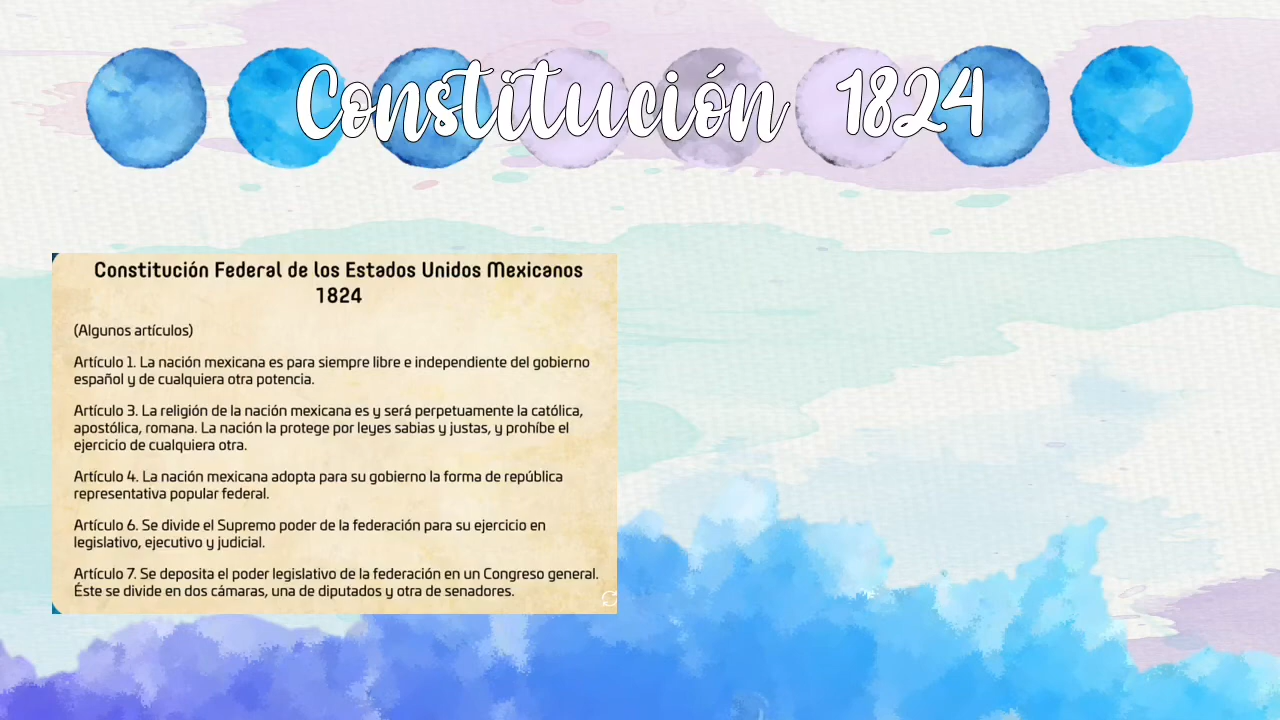 Constitución 1824
Constitución Federal de los Estados Unidos Mexicanos
1824
(Algunos artículos)
Artículo 1. La nación mexicana es para siempre libre e independiente del gobierno
español y de cualquiera otra potencia.
Artículo 3. La religión de la nación mexicana es y será perpetuamente la católica,
apostólica, romana. La nación la protege por leyes sabias y justas, y prohíbe el
ejercicio de cualquiera otra.
Artículo 4. La nación mexicana adopta para su gobierno la forma de república
representativa popular federal.
Artículo 6. Se divide el Supremo poder de la federación para su ejercicio en
legislativo, ejecutivo y judicial.
Artículo 7. Se deposita el poder legislativo de la federación en un Congreso general.
Éste se divide en dos cámaras, una de diputados y otra de senadores.